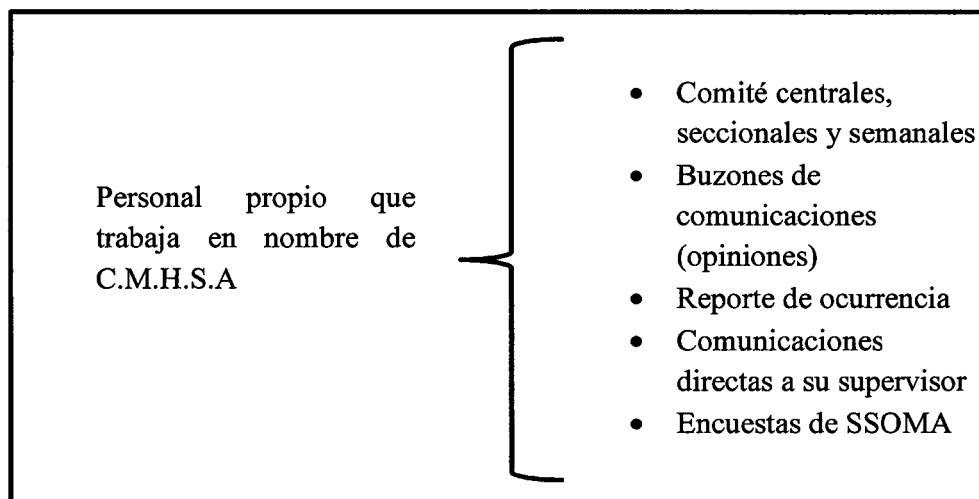 Personal propio que
trabaja en nombre de
C.M.H.S.A
• Comité centrales,
seccionales y semanales
• Buzones de
comunicaciones
(opiniones)
• Reporte de ocurrencia
• Comunicaciones
directas a su supervisor
• Encuestas de SSOMA